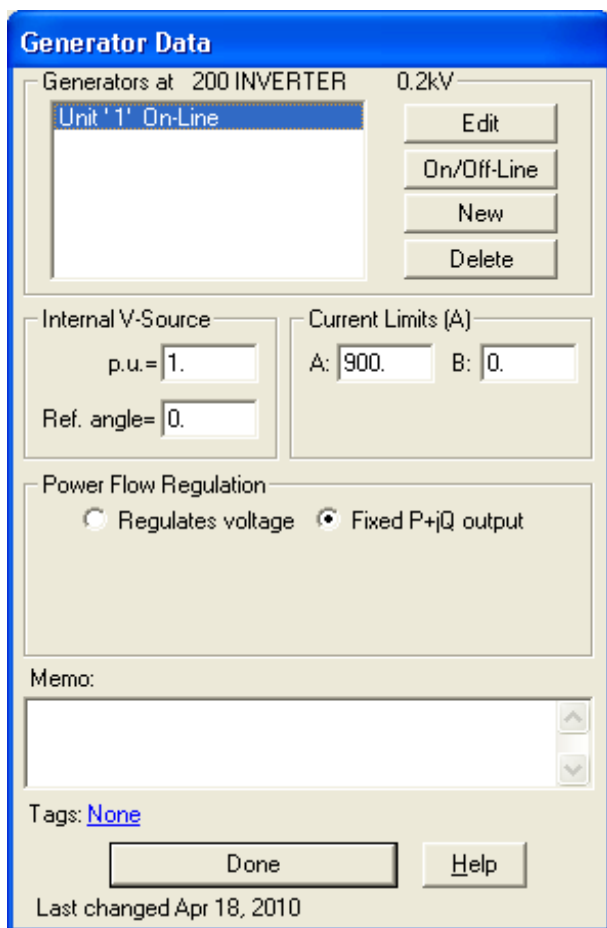 Generator Data
Generators at 200 INVERTER 0.2kV
Unit ' 1' On-Line
Edit
On/Off-Line
New
Delete
Internal V-Source
p.u.= 1.
Ref. angle= 0.
Current Limits (A)
A: 900. B: 0.
Power Flow Regulation
Regulates voltage Fixed P+jQ output
Memo:
Tags: None
Done Help
Last changed Apr 18, 2010